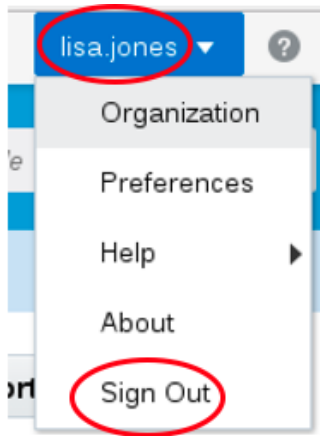 lisa.jones
?
Organization
Preferences
Help
About
Sign Out